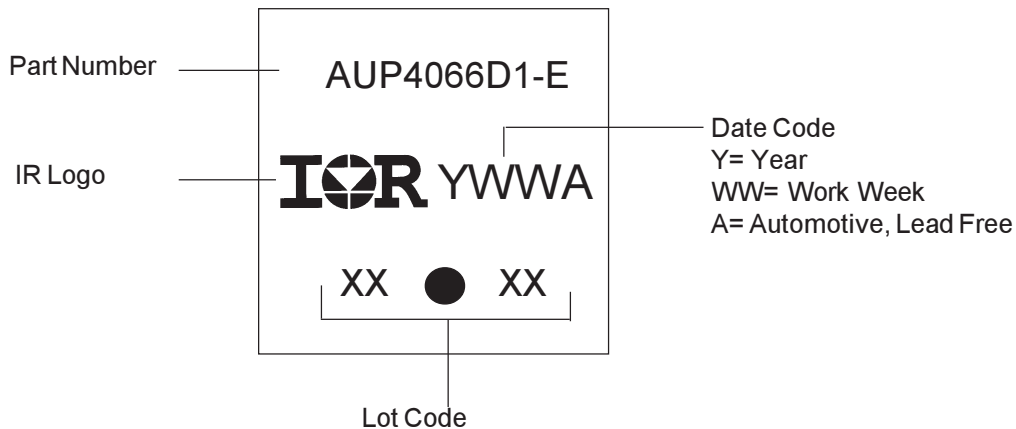 Part Number
AUP4066D1-E
IR Logo
IOR YWWA
Date Code
Y= Year
WW= Work Week
A= Automotive, Lead Free
XX XX
Lot Code